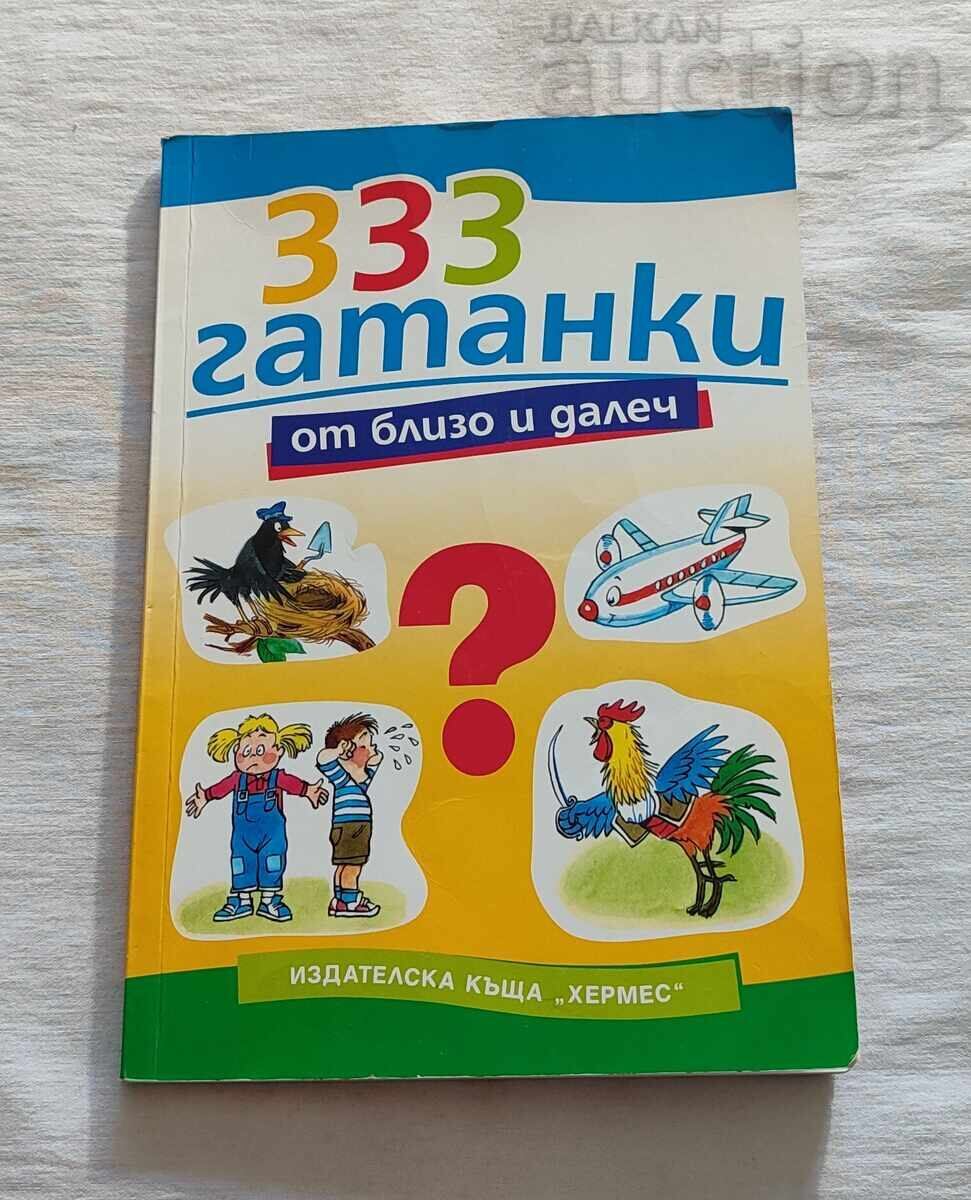 BALKAN
auction
333
гатанки
от близо и далеч
?
ИЗДАТЕЛСКА КЪЩА „ХЕРМЕС“